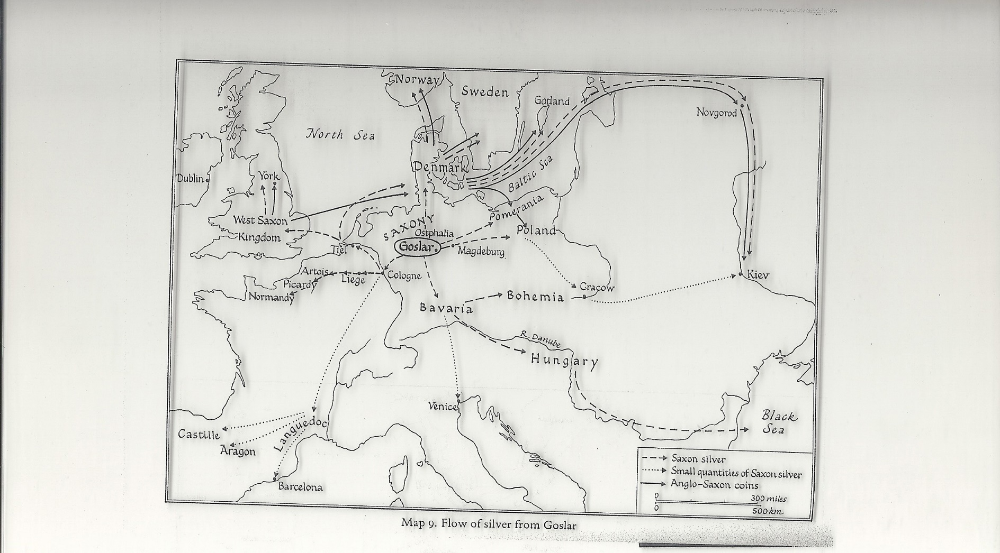 Norway
Sweden
Gotland
Novgorod
North Sea
Denmark
Baltic Sea
Dublin
York
West Saxon
Kingdom
Pomerania
SAXONY
Ostphalia
Poland
Goslar
Magdeburg
Tiel
Artois
Liege
Cologne
Picardy
Normandy
Kiev
Cracow
Bohemia
Bavaria
R. Danube
Hungary
Venice
Black
Sea
Languedoc
Castille
Aragon
Barcelona
Saxon silver
Small quantities of Saxon silver
Anglo-Saxon coins
0 300 miles
0 500 km
Map 9. Flow of silver from Goslar